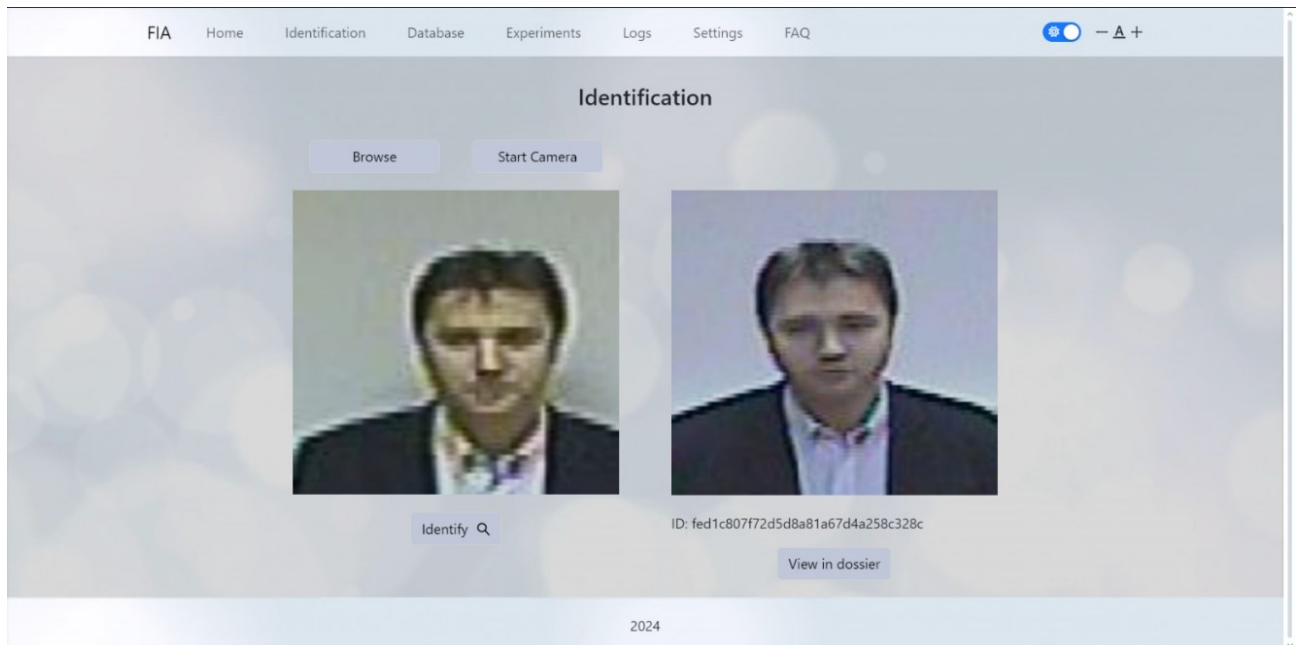 FIA Home Identification Database Experiments Logs Settings FAQ — A +
Identification
Browse Start Camera
Identify
ID: fed1c807f72d5d8a81a67d4a258c328c
View in dossier
2024